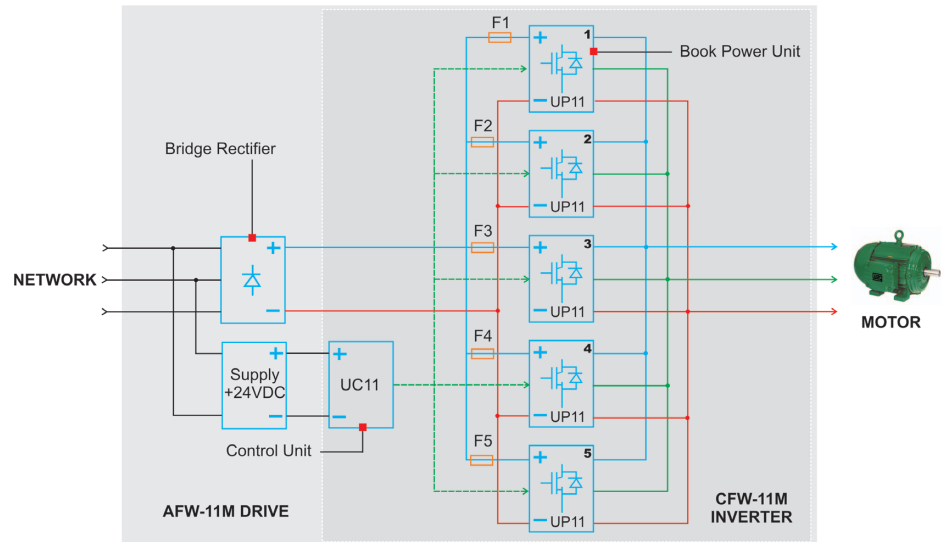 F1
+
1
Book Power Unit
UP11
F2
+
2
UP11
Bridge Rectifier
F3
+
3
+
NETWORK
MOTOR
UP11
F4
+
4
+
+
Supply
+24VDC
UC11
UP11
F5
+
5
Control Unit
UP11
AFW-11M DRIVE
CFW-11M
INVERTER